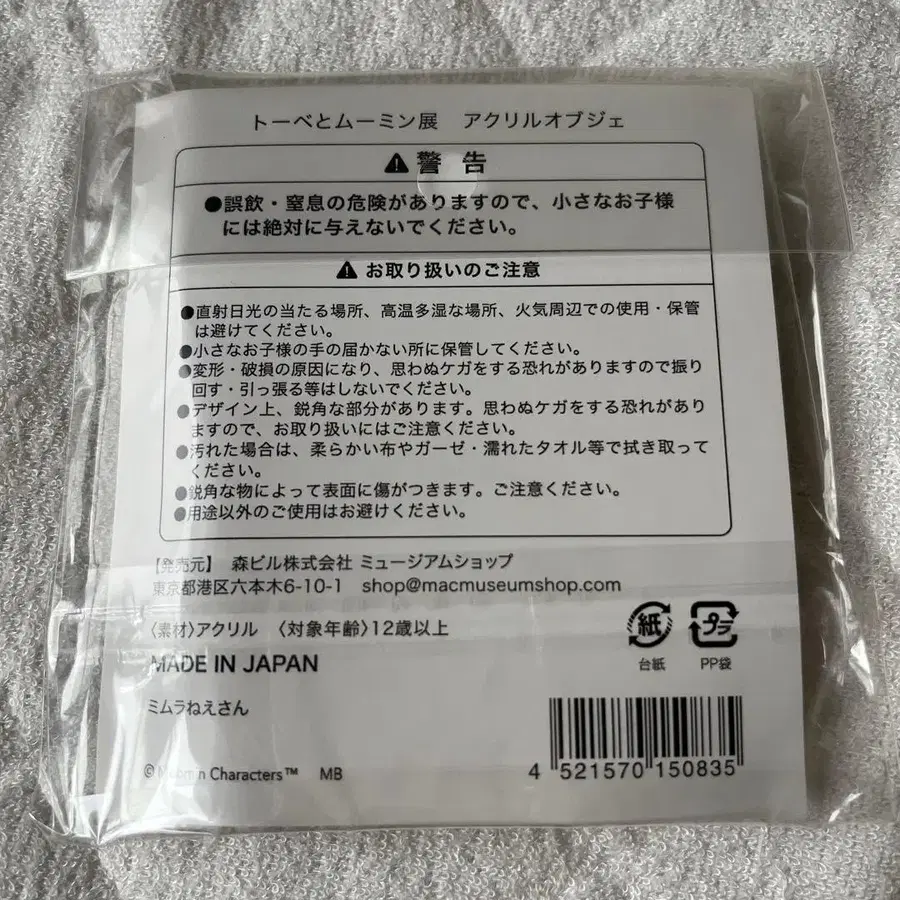 トーベとムーミン展　アクリルオブジェ
⚠警 告
●誤飲・窒息の危険がありますので、小さなお子様
には絶対に与えないでください。
⚠ お取り扱いのご注意
●直射日光の当たる場所、高温多湿な場所、火気周辺での使用・保管
は避けてください。
●小さなお子様の手の届かない所に保管してください。
●変形・破損の原因になり、思わぬケガをする恐れがありますので振り
回す・引っ張る等はしないでください。
●デザイン上、鋭角な部分があります。思わぬケガをする恐れがあり
ますので、お取り扱いにはご注意ください。
●汚れた場合は、柔らかい布やガーゼ・濡れたタオル等で拭き取って
ください。
●鋭角な物によって表面に傷がつきます。ご注意ください。
●用途以外のご使用はお避けください。
【発売元】 森ビル株式会社 ミュージアムショップ
東京都港区六本木6-10-1 shop@macmuseumshop.com
〈素材〉アクリル 〈対象年齢〉12歳以上
MADE IN JAPAN
紙
台紙
プラ
PP袋
ミムラねえさん
© Moomin Characters™ MB
4 521570 150835